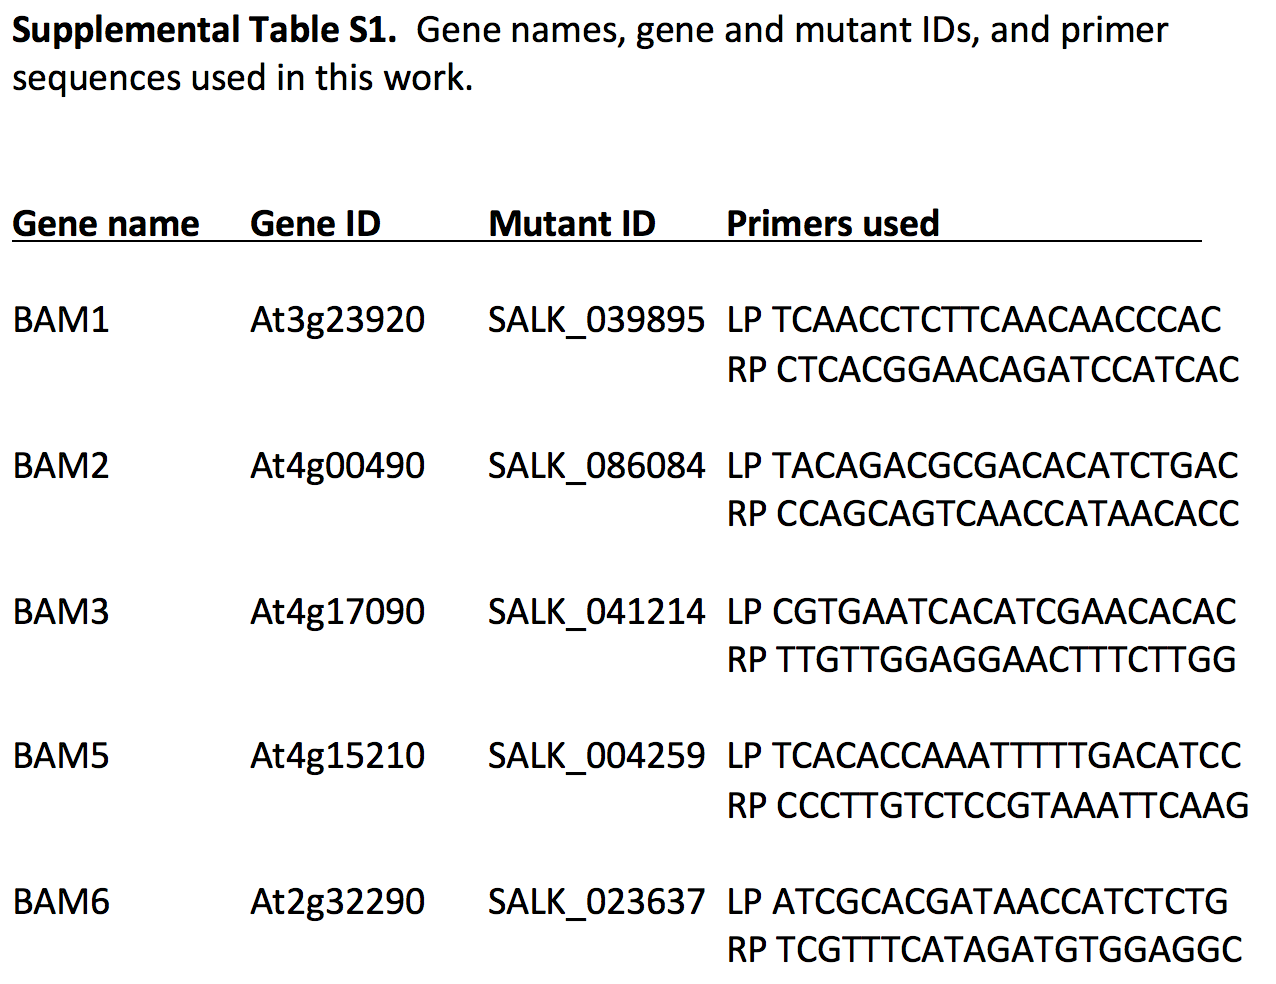 Supplemental Table S1.  Gene names, gene and mutant IDs, and primer
sequences used in this work.
Gene name Gene ID Mutant ID Primers used
BAM1 At3g23920 SALK_039895 LP TCAACCTCTTCAACAACCCAC
RP CTCACGGAACAGATCCATCAC
BAM2 At4g00490 SALK_086084 LP TACAGACGCGACACATCTGAC
RP CCAGCAGTCAACCATAACACC
BAM3 At4g17090 SALK_041214 LP CGTGAATCACATCGAACACAC
RP TTGTTGGAGGAACTTTCTTGG
BAM5 At4g15210 SALK_004259 LP TCACACCAAATTTTTGACATCC
RP CCCTTGTCTCCGTAAATTCAAG
BAM6 At2g32290 SALK_023637 LP ATCGCACGATAACCATCTCTG
RP TCGTTTCATAGATGTGGAGGC